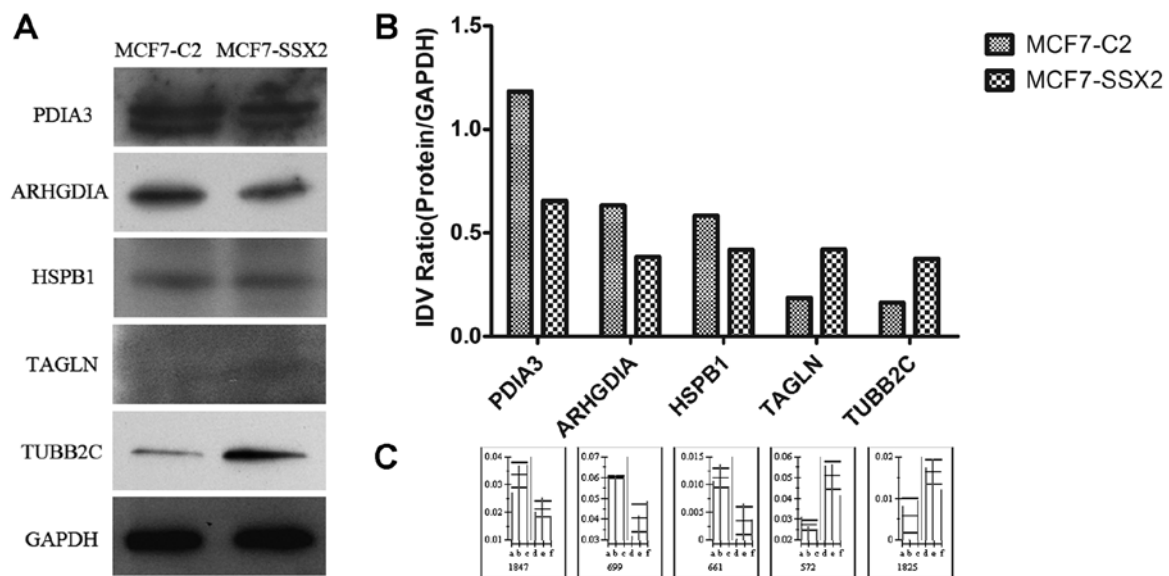 A
MCF7-C2 MCF7-SSX2
PDIA3
ARHGDIA
HSPB1
TAGLN
TUBB2C
GAPDH
B
IDV Ratio(Protein/GAPDH)
1.5
1.0
0.5
0.0
PDIA3 ARHGDIA HSPB1 TAGLN TUBB2C
MCF7-C2
MCF7-SSX2
C
0.04
0.03
0.02
0.01
a b c d e f
1847
0.07
0.06
0.05
0.04
0.03
a b c d e f
699
0.015
0.010
0.005
0.000
a b c d e f
661
0.06
0.05
0.04
0.03
0.02
a b c d e f
572
0.02
0.01
0
a b c d e f
1825